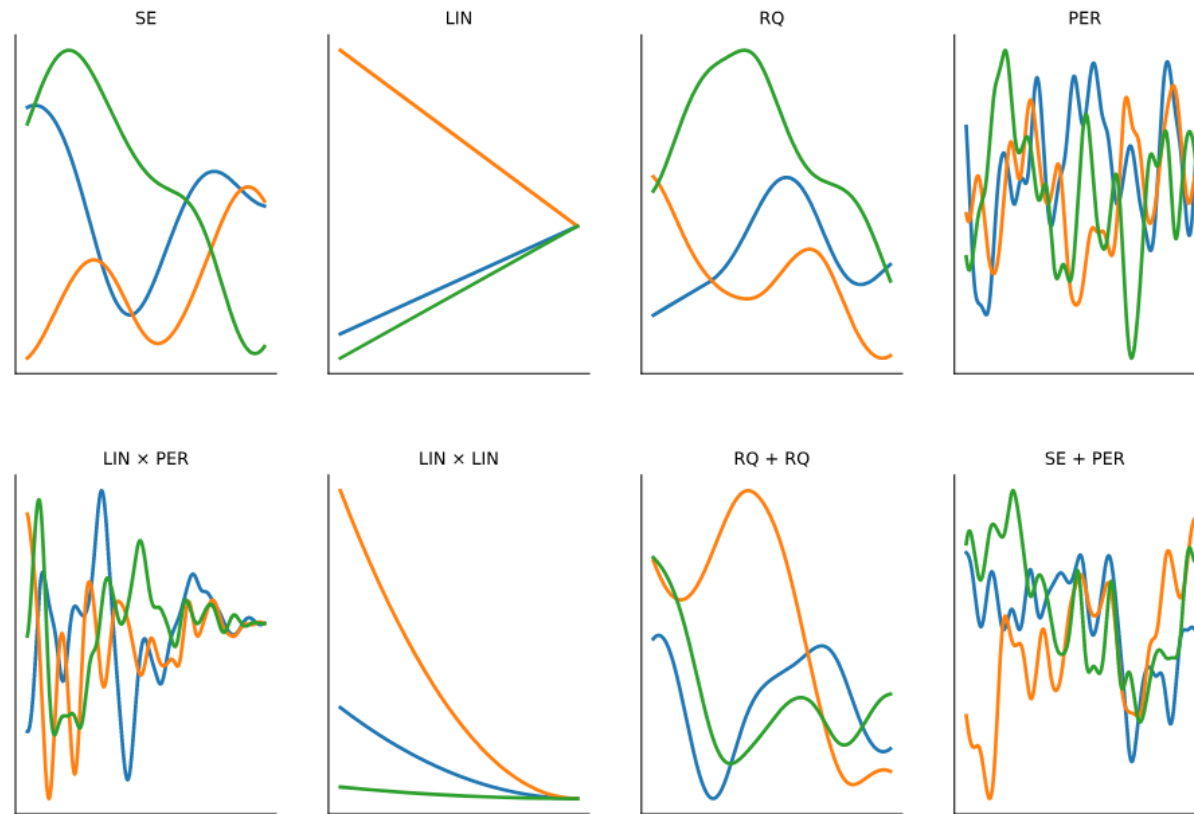 SE
LIN
RQ
PER
LIN × PER
LIN × LIN
RQ + RQ
SE + PER